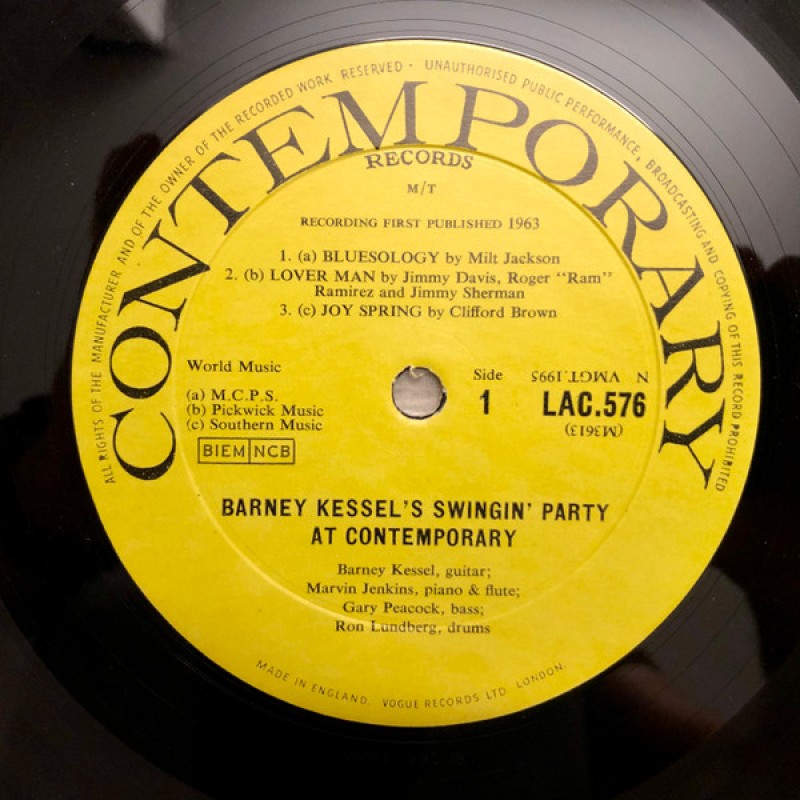 ALL RIGHTS OF THE MANUFACTURER AND OF THE OWNER OF THE RECORDED WORK RESERVED · UNAUTHORISED PUBLIC PERFORMANCE, BROADCASTING AND COPYING OF THIS RECORD PROHIBITED
CONTEMPORARY
RECORDS
M/T
RECORDING FIRST PUBLISHED 1963
1. (a) BLUESOLOGY by Milt Jackson
2. (b) LOVER MAN by Jimmy Davis, Roger "Ram"
Ramirez and Jimmy Sherman
3. (c) JOY SPRING by Clifford Brown
World Music
(a) M.C.P.S.
(b) Pickwick Music
(c) Southern Music
BIEM NCB
Side
1
N VMGT.1995
LAC.576
(M3613)
BARNEY KESSEL'S SWINGIN' PARTY
AT CONTEMPORARY
Barney Kessel, guitar;
Marvin Jenkins, piano & flute;
Gary Peacock, bass;
Ron Lundberg, drums
MADE IN ENGLAND. VOGUE RECORDS LTD. LONDON.